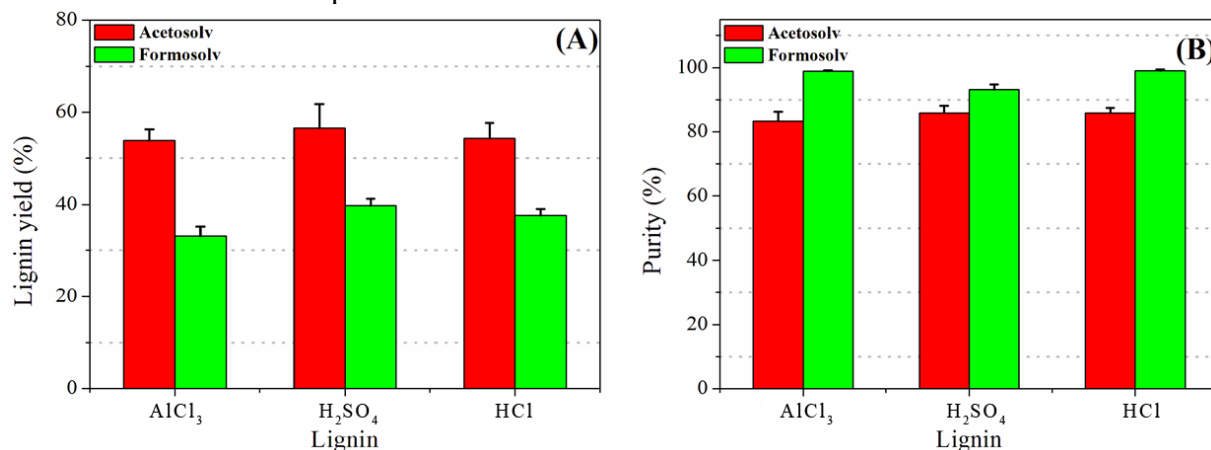 (A)
Acetosolv
Formosolv
Lignin yield (%)
80
60
40
20
0
AlCl₃ H₂SO₄ HCl
Lignin
(B)
Acetosolv
Formosolv
Purity (%)
100
80
60
40
20
0
AlCl₃ H₂SO₄ HCl
Lignin